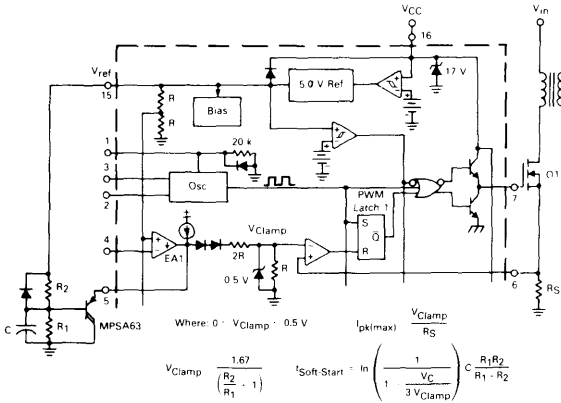 VCC
Vin
16
Vref
15
R
R
Bias
5.0 V Ref
17 V
1
3
2
20 k
Osc
Q1
7
PWM
Latch 1
S
Q
R
VClamp
4
EA1
2R
R
0.5 V
6
RS
5
R2
R1
C
MPSA63
Where: 0 VClamp 0.5 V
Ipk(max) VClamp
RS
VClamp 1.67
(R2
R1 - 1)
tSoft-Start = ln (1
1 - VC
3 VClamp) C R1R2
R1 - R2